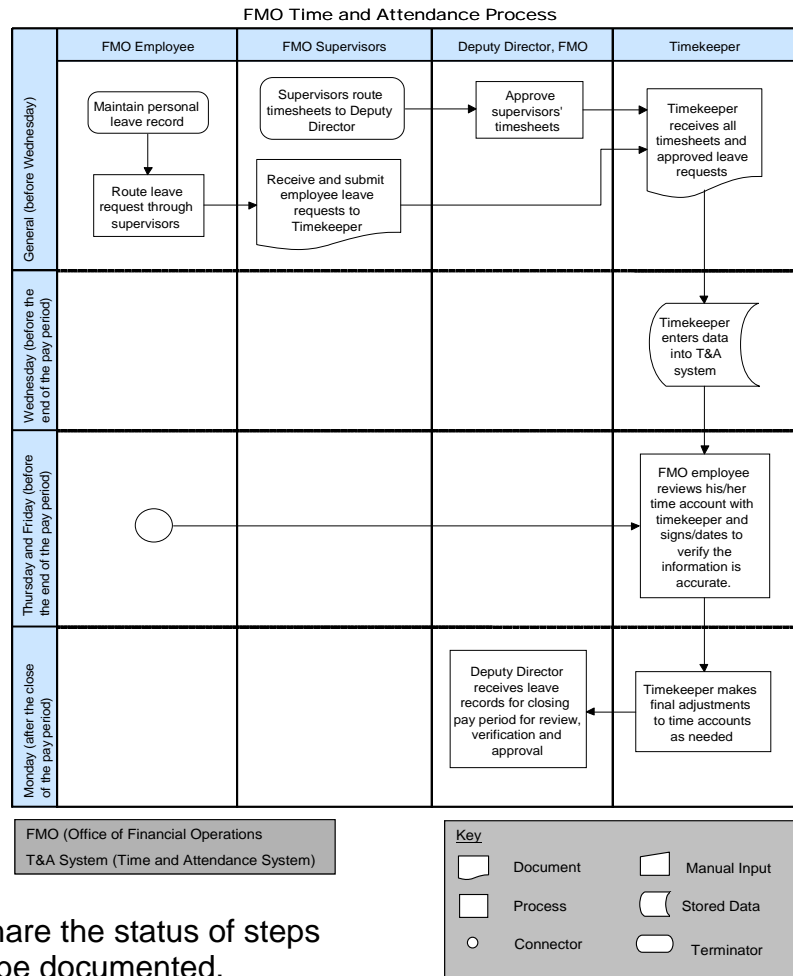 FMO Time and Attendance Process
FMO Employee
FMO Supervisors
Deputy Director, FMO
Timekeeper
General (before Wednesday)
Maintain personal
leave record
Supervisors route
timesheets to Deputy
Director
Approve
supervisors'
timesheets
Timekeeper
receives all
timesheets and
approved leave
requests
Route leave
request through
supervisors
Receive and submit
employee leave
requests to
Timekeeper
Wednesday (before the
end of the pay period)
Timekeeper
enters data
into T&A
system
Thursday and Friday (before
the end of the pay period)
FMO employee
reviews his/her
time account with
timekeeper and
signs/dates to
verify the
information is
accurate.
Monday (after the close
of the pay period)
Deputy Director
receives leave
records for closing
pay period for review,
verification and
approval
Timekeeper makes
final adjustments
to time accounts
as needed
FMO (Office of Financial Operations
T&A System (Time and Attendance System)
Key
Document
Manual Input
Process
Stored Data
Connector
Terminator
the status of steps
be documented.